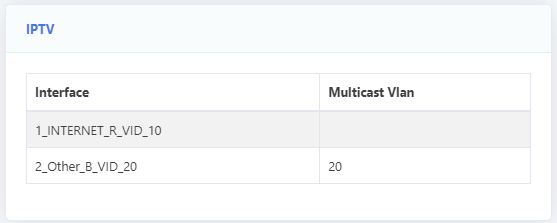 IPTV
Interface Multicast Vlan
1_INTERNET_R_VID_10
2_Other_B_VID_20 20